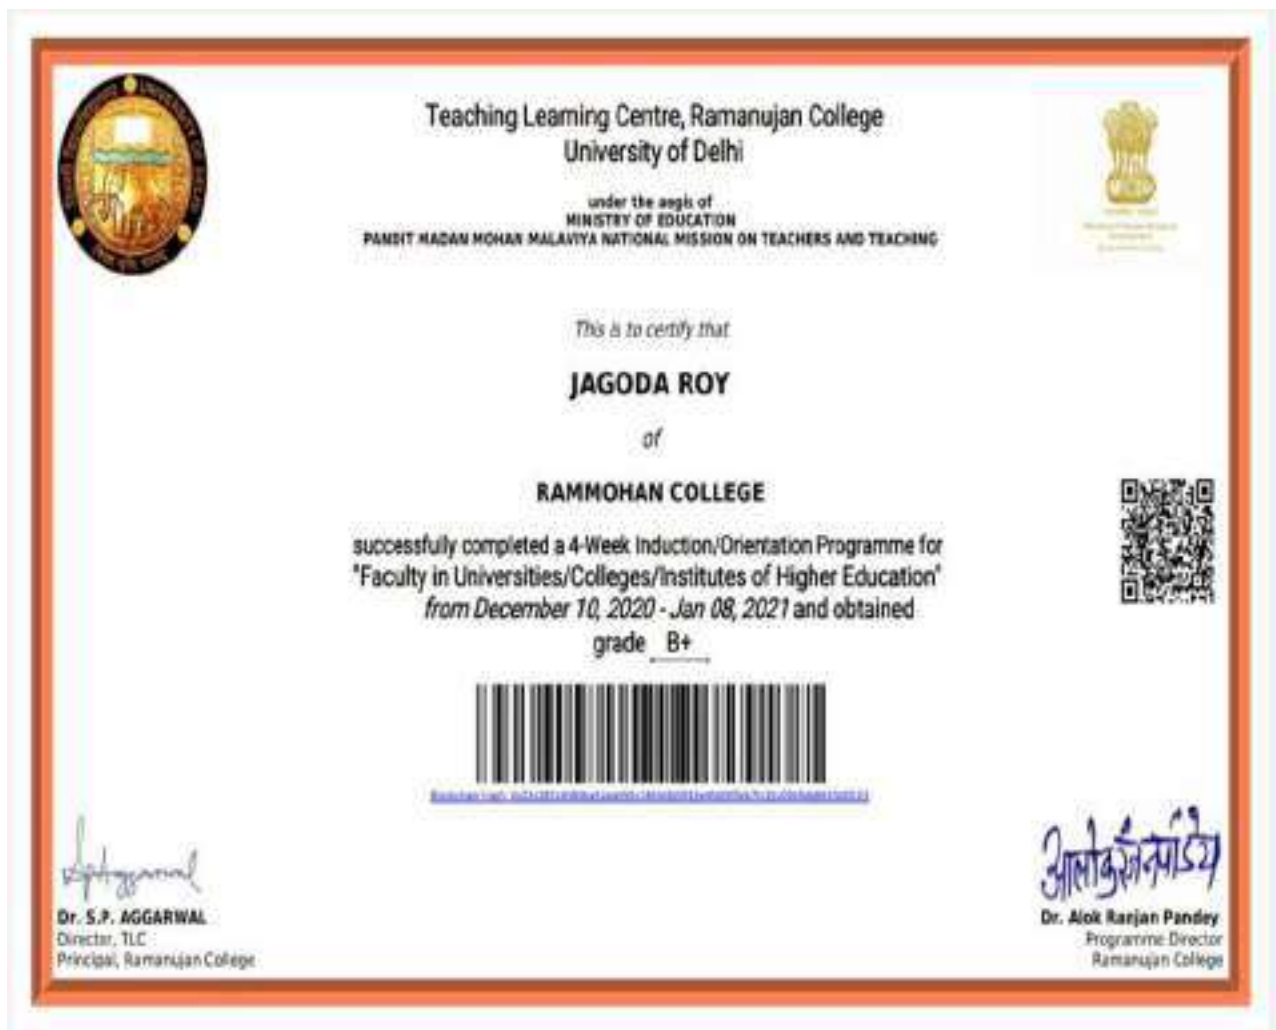 Teaching Learning Centre, Ramanujan College
University of Delhi
under the aegis of
MINISTRY OF EDUCATION
PANDIT MADAN MOHAN MALAVIYA NATIONAL MISSION ON TEACHERS AND TEACHING
This is to certify that
JAGODA ROY
of
RAMMOHAN COLLEGE
successfully completed a 4-Week Induction/Orientation Programme for
"Faculty in Universities/Colleges/Institutes of Higher Education"
from December 10, 2020 - Jan 08, 2021 and obtained
grade B+
SpAggarwal
Dr. S.P. AGGARWAL
Director, TLC
Principal, Ramanujan College
आलोक रंजन पाण्डेय
Dr. Alok Ranjan Pandey
Programme Director
Ramanujan College